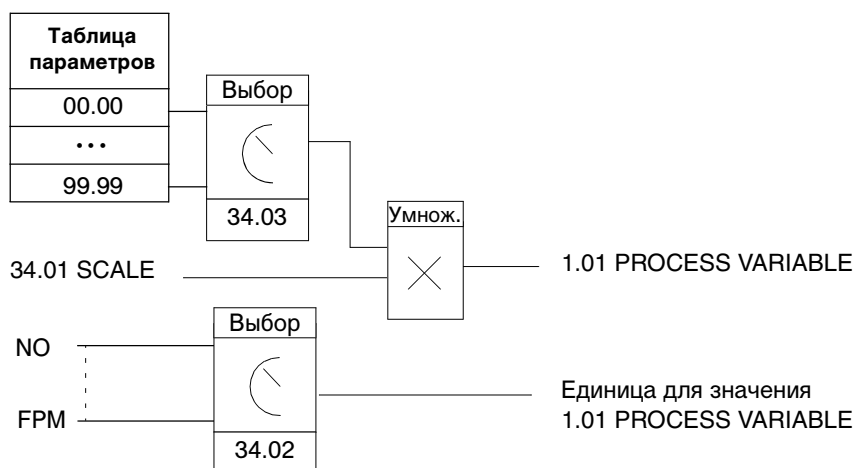 Таблица
параметров
00.00
...
99.99
Выбор
34.03
34.01 SCALE
Умнож.
1.01 PROCESS VARIABLE
NO
FPM
Выбор
34.02
Единица для значения
1.01 PROCESS VARIABLE